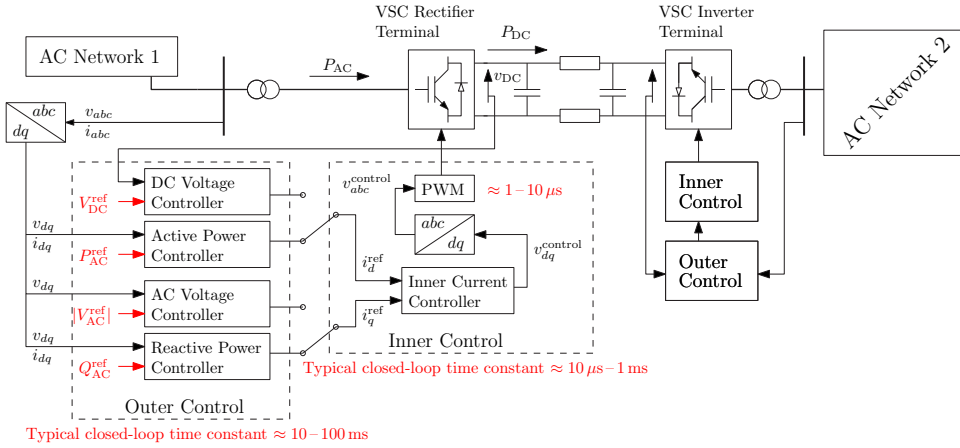 VSC Rectifier
Terminal
P_DC
VSC Inverter
Terminal
AC Network 1
P_AC
v_DC
AC Network 2
abc
dq
v_abc
i_abc
DC Voltage
Controller
V_DC^ref
v_dq
i_dq
Active Power
Controller
P_AC^ref
v_dq
AC Voltage
Controller
|V_AC^ref|
v_dq
i_dq
Reactive Power
Controller
Q_AC^ref
Outer Control
Typical closed-loop time constant ≈ 10 – 100 ms
v_abc^control
PWM
≈ 1 – 10 μs
abc
dq
v_dq^control
i_d^ref
Inner Current
Controller
i_q^ref
Inner Control
Typical closed-loop time constant ≈ 10 μs – 1 ms
Inner
Control
Outer
Control